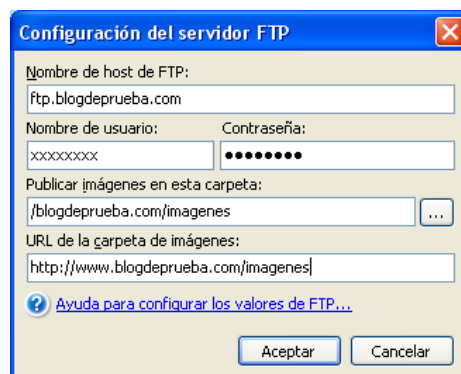 Configuración del servidor FTP
Nombre de host de FTP:
ftp.blogdeprueba.com
Nombre de usuario: Contraseña:
xxxxxxxx ●●●●●●●●
Publicar imágenes en esta carpeta:
/blogdeprueba.com/imagenes ...
URL de la carpeta de imágenes:
http://www.blogdeprueba.com/imagenes
? Ayuda para configurar los valores de FTP...
Aceptar Cancelar